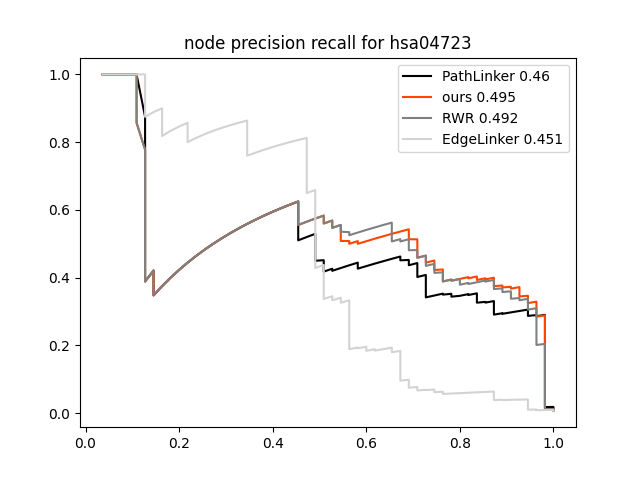 node precision recall for hsa04723
PathLinker 0.46
ours 0.495
RWR 0.492
EdgeLinker 0.451
1.0
0.8
0.6
0.4
0.2
0.0
0.0 0.2 0.4 0.6 0.8 1.0